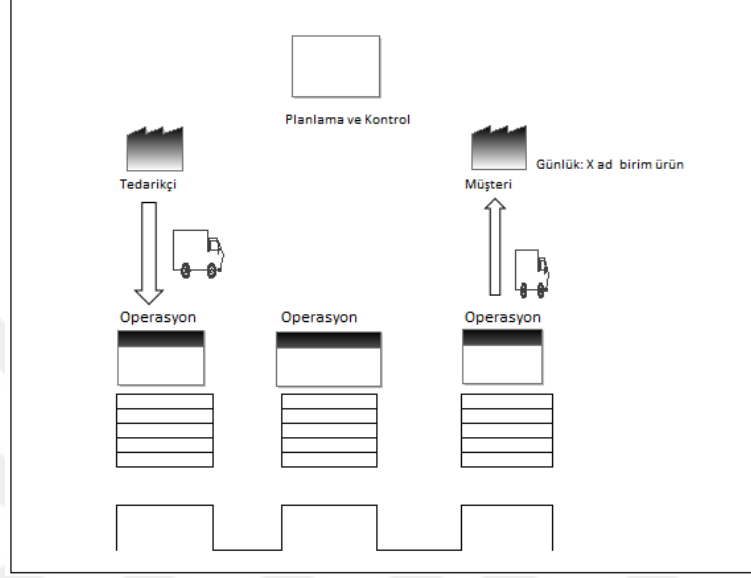 Planlama ve Kontrol
Tedarikçi
Müşteri
Günlük: X ad birim ürün
Operasyon
Operasyon
Operasyon